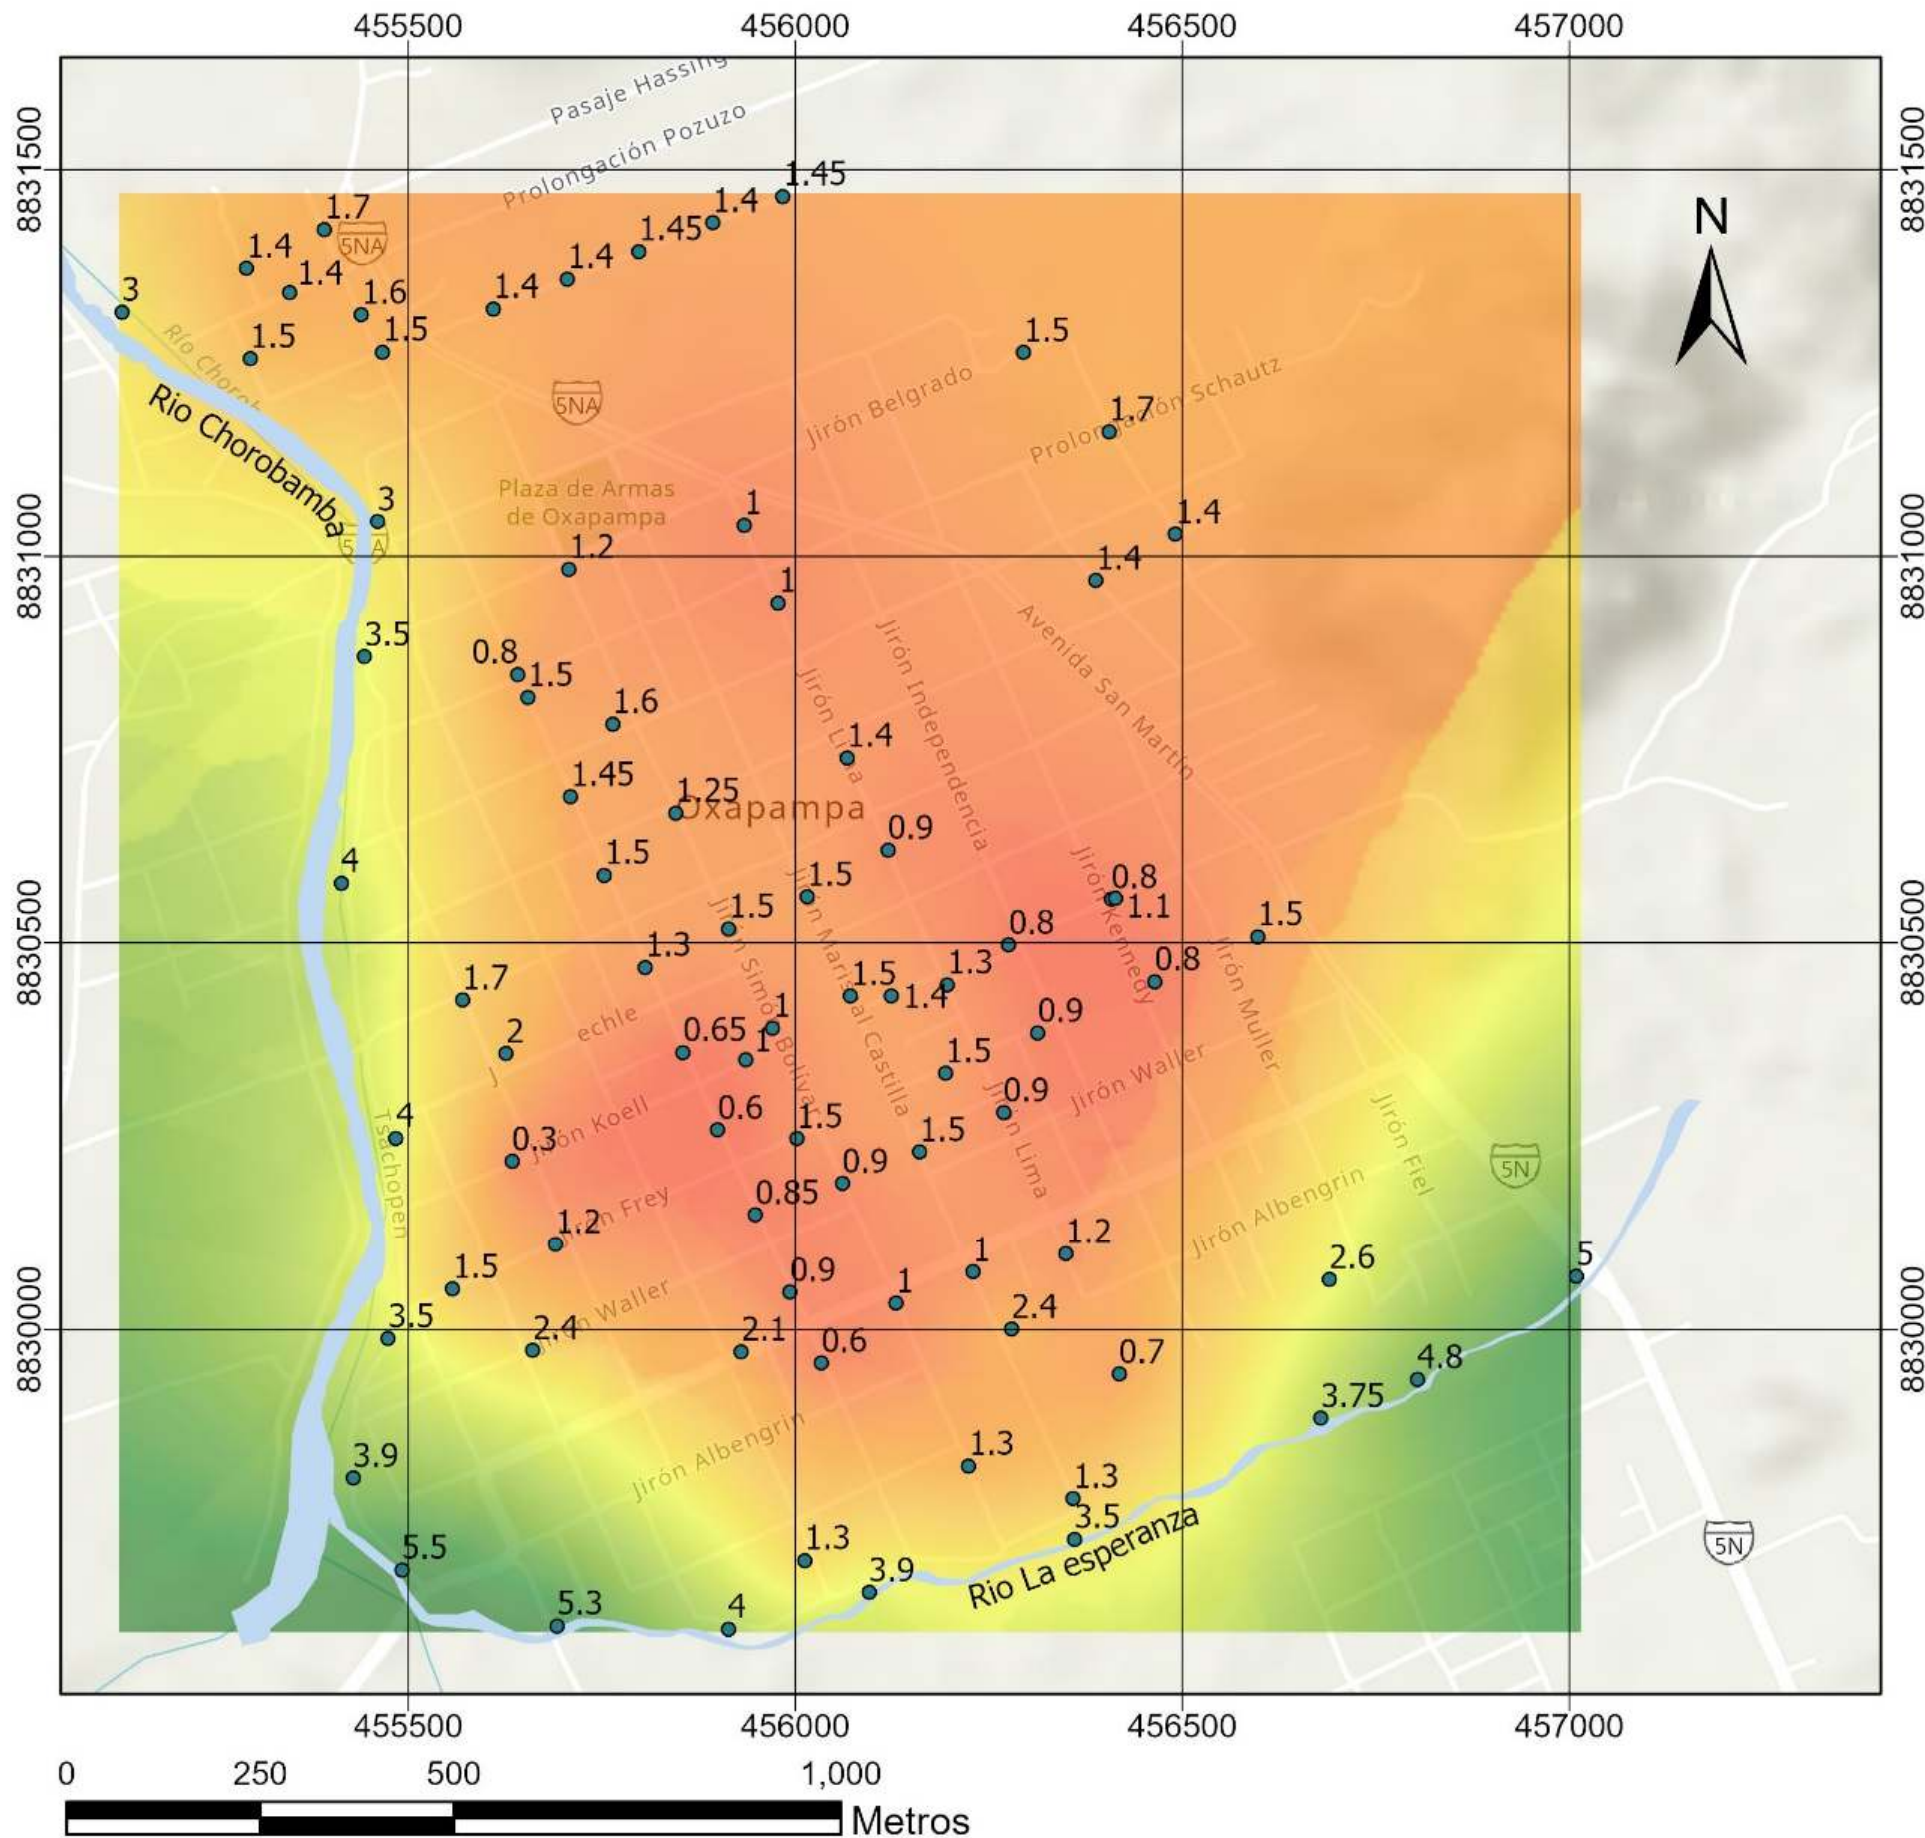 455500 456000 456500 457000
8831500
8831500
Pasaje Hassing
Prolongación Pozuzo
N
1.45
1.4
1.7
1.45
1.4
1.4
5NA
1.4
1.4
3
1.6
1.5
1.5
1.5
Río Chorob
Rio Chorobamba
5NA
Jirón Belgrado
Prolongación Schautz
1.7
Plaza de Armas
de Oxapampa
3
1
1.4
8831000
8831000
1.2
1.4
1
Avenida San Martín
Jirón Independencia
3.5
0.8
1.5
1.6
Jirón Lima
1.4
1.45
1.25
Oxapampa
0.9
4
1.5
1.5
Jirón Kennedy
0.8
1.1
8830500
8830500
1.5
0.8
1.5
1.3
Jirón Simón Bolívar
Jirón Mariscal Castilla
1.7
1.5
1.4
1.3
0.8
Jirón Muller
echle
2
0.65
1
1
0.9
1.5
Jirón Waller
0.9
Jirón Koell
0.6
1.5
1.5
Jirón Lima
Jirón Fiel
4
Tsachopen
0.3
0.9
5N
Jirón Frey
0.85
Jirón Albengrin
1.2
1.2
1
2.6
5
1.5
0.9
1
8830000
8830000
Jirón Waller
3.5
2.4
2.1
0.6
2.4
0.7
4.8
3.75
Jirón Albengrin
3.9
1.3
1.3
3.5
Rio La esperanza
5N
5.5
1.3
3.9
5.3
4
455500 456000 456500 457000
0 250 500 1,000
Metros